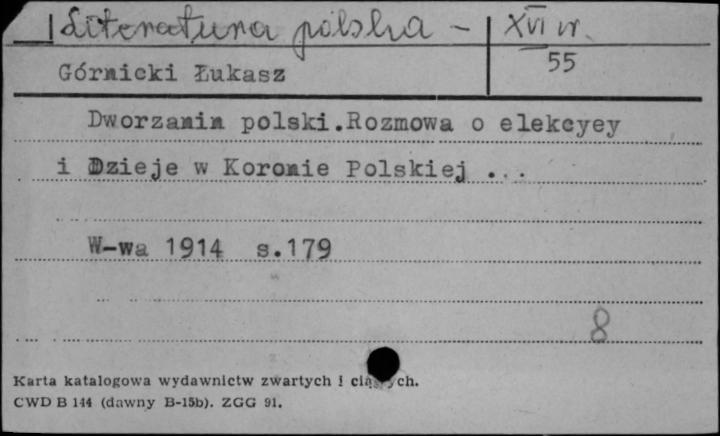 Literatura polska - XVI w.
Górnicki Łukasz 55
Dworzanin polski.Rozmowa o elekcyey
i Dzieje w Koronie Polskiej ...
W-wa 1914 s.179
8
Karta katalogowa wydawnictw zwartych i ciągłych.
CWD B 144 (dawny B-15b). ZGG 91.